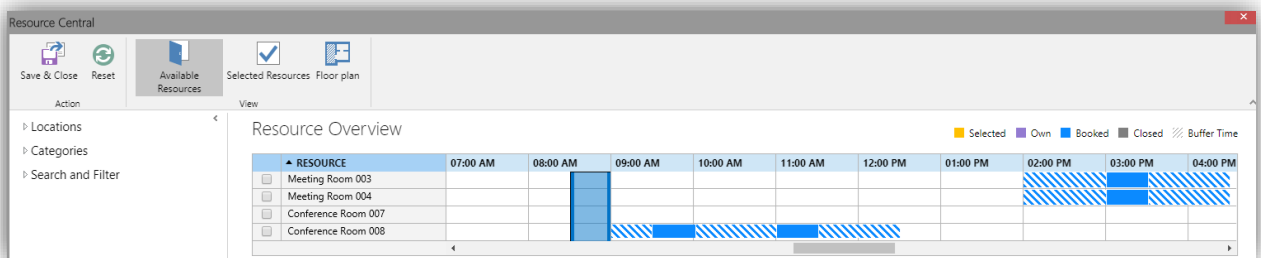 Resource Central
Save & Close Reset Available Resources Selected Resources Floor plan
Action View
Locations
Categories
Search and Filter
Resource Overview
Selected Own Booked Closed Buffer Time
RESOURCE 07:00 AM 08:00 AM 09:00 AM 10:00 AM 11:00 AM 12:00 PM 01:00 PM 02:00 PM 03:00 PM 04:00 PM
Meeting Room 003
Meeting Room 004
Conference Room 007
Conference Room 008